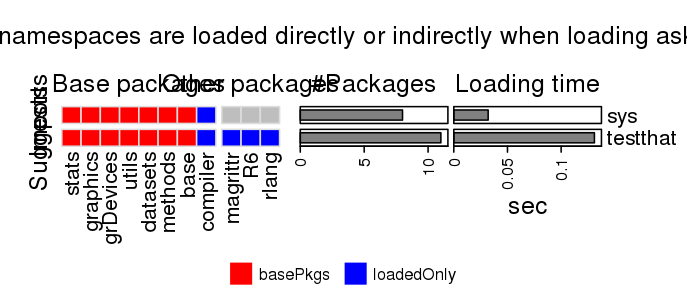 namespaces are loaded directly or indirectly when loading ask
Base packages
Other packages
#Packages
Loading time
Imports
Suggests
sys
testthat
stats
graphics
grDevices
utils
datasets
methods
base
compiler
magrittr
R6
rlang
0
5
10
0
0.05
0.1
sec
basePkgs
loadedOnly